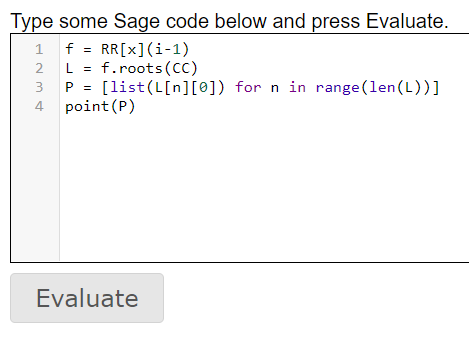 Type some Sage code below and press Evaluate.
1 f = RR[x](i-1)
2 L = f.roots(CC)
3 P = [list(L[n][0]) for n in range(len(L))]
4 point(P)
Evaluate